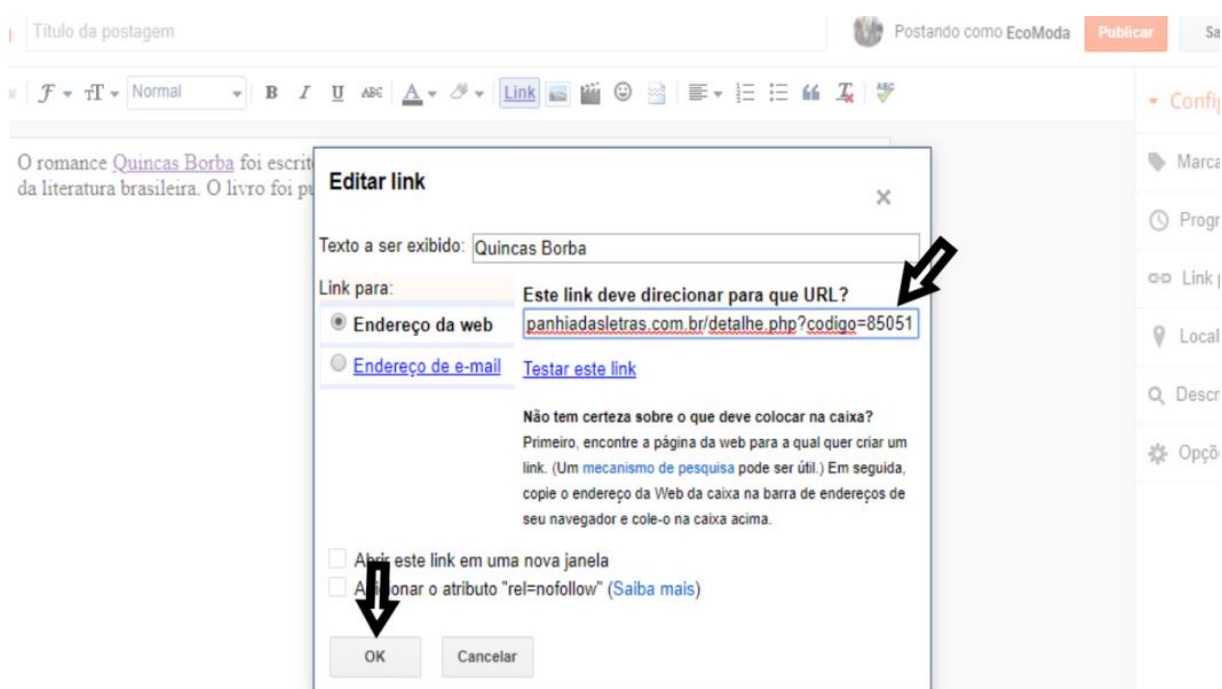 Título da postagem
Postando como EcoModa
Publicar
Normal
B I U ABC A Link
O romance Quincas Borba foi
da literatura brasileira. O livro foi
Editar link
×
Texto a ser exibido: Quincas Borba
Link para:
Este link deve direcionar para que URL?
Endereço da web
panhiadasletras.com.br/detalhe.php?codigo=85051
Endereço de e-mail
Testar este link
Não tem certeza sobre o que deve colocar na caixa?
Primeiro, encontre a página da web para a qual quer criar um
link. (Um mecanismo de pesquisa pode ser útil.) Em seguida,
copie o endereço da Web da caixa na barra de endereços de
seu navegador e cole-o na caixa acima.
Abrir este link em uma nova janela
Adicionar o atributo "rel=nofollow" (Saiba mais)
OK
Cancelar
Link
Local